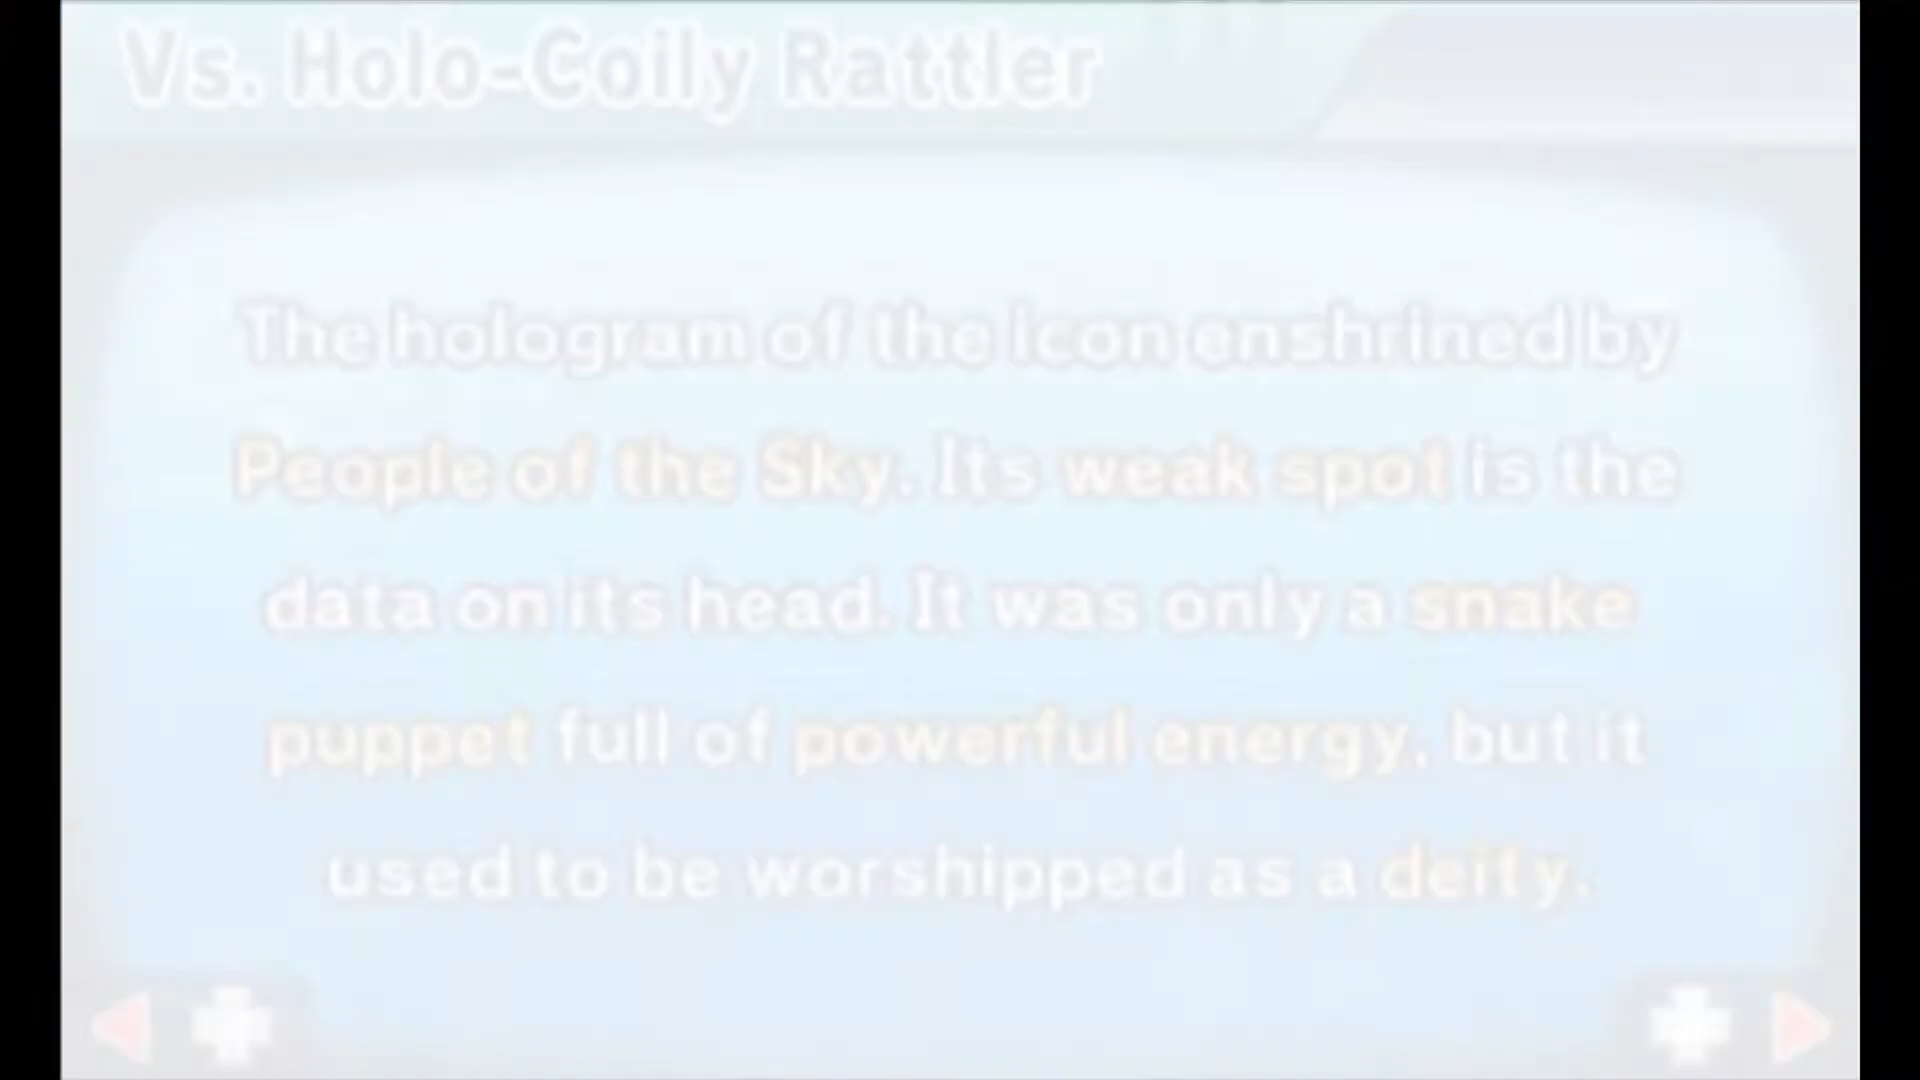 Vs. Holo-Coily Rattler
The hologram of the icon enshrined by
People of the Sky. Its weak spot is the
data on its head. It was only a snake
puppet full of powerful energy, but it
used to be worshipped as a deity.